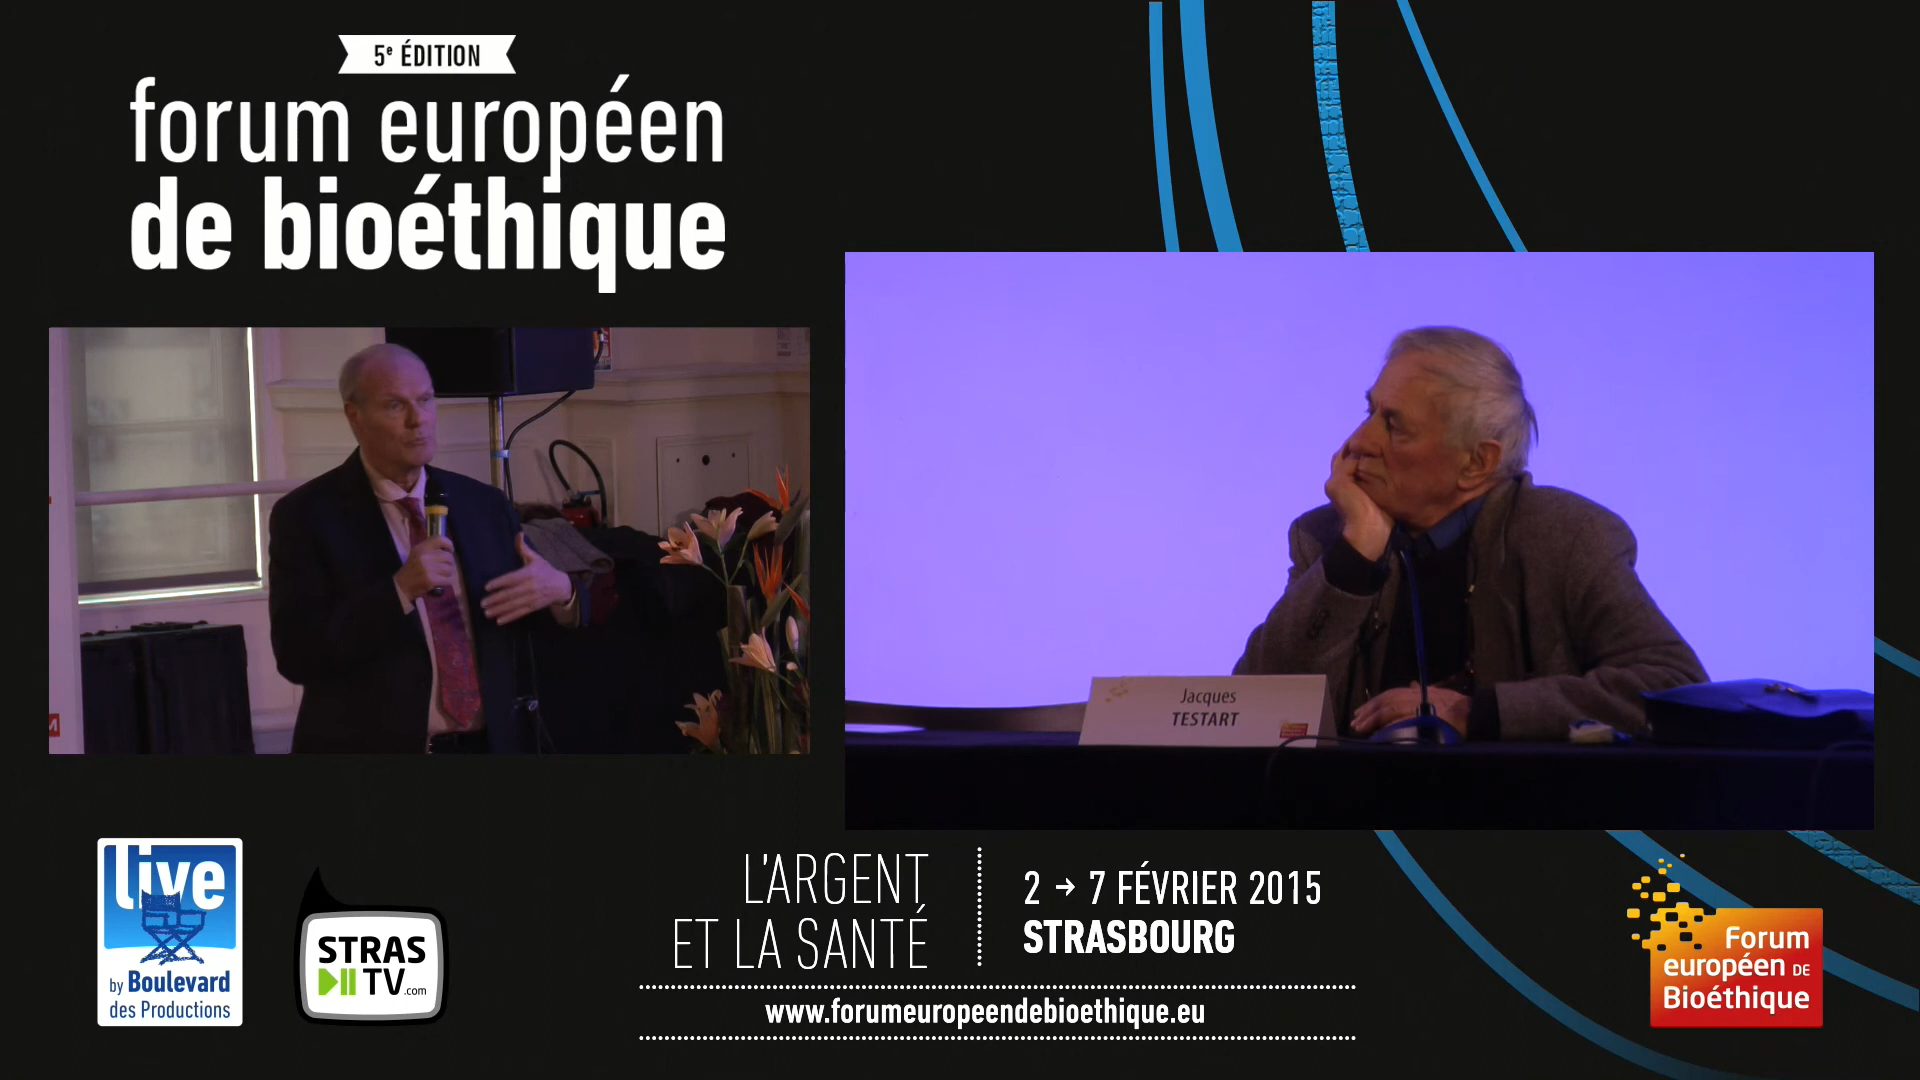 5e ÉDITION
forum européen
de bioéthique
Jacques
TESTART
live
by Boulevard
des Productions
STRAS
TV.com
L'ARGENT
ET LA SANTÉ
2 → 7 FÉVRIER 2015
STRASBOURG
www.forumeuropeendebioethique.eu
Forum
européen DE
Bioéthique